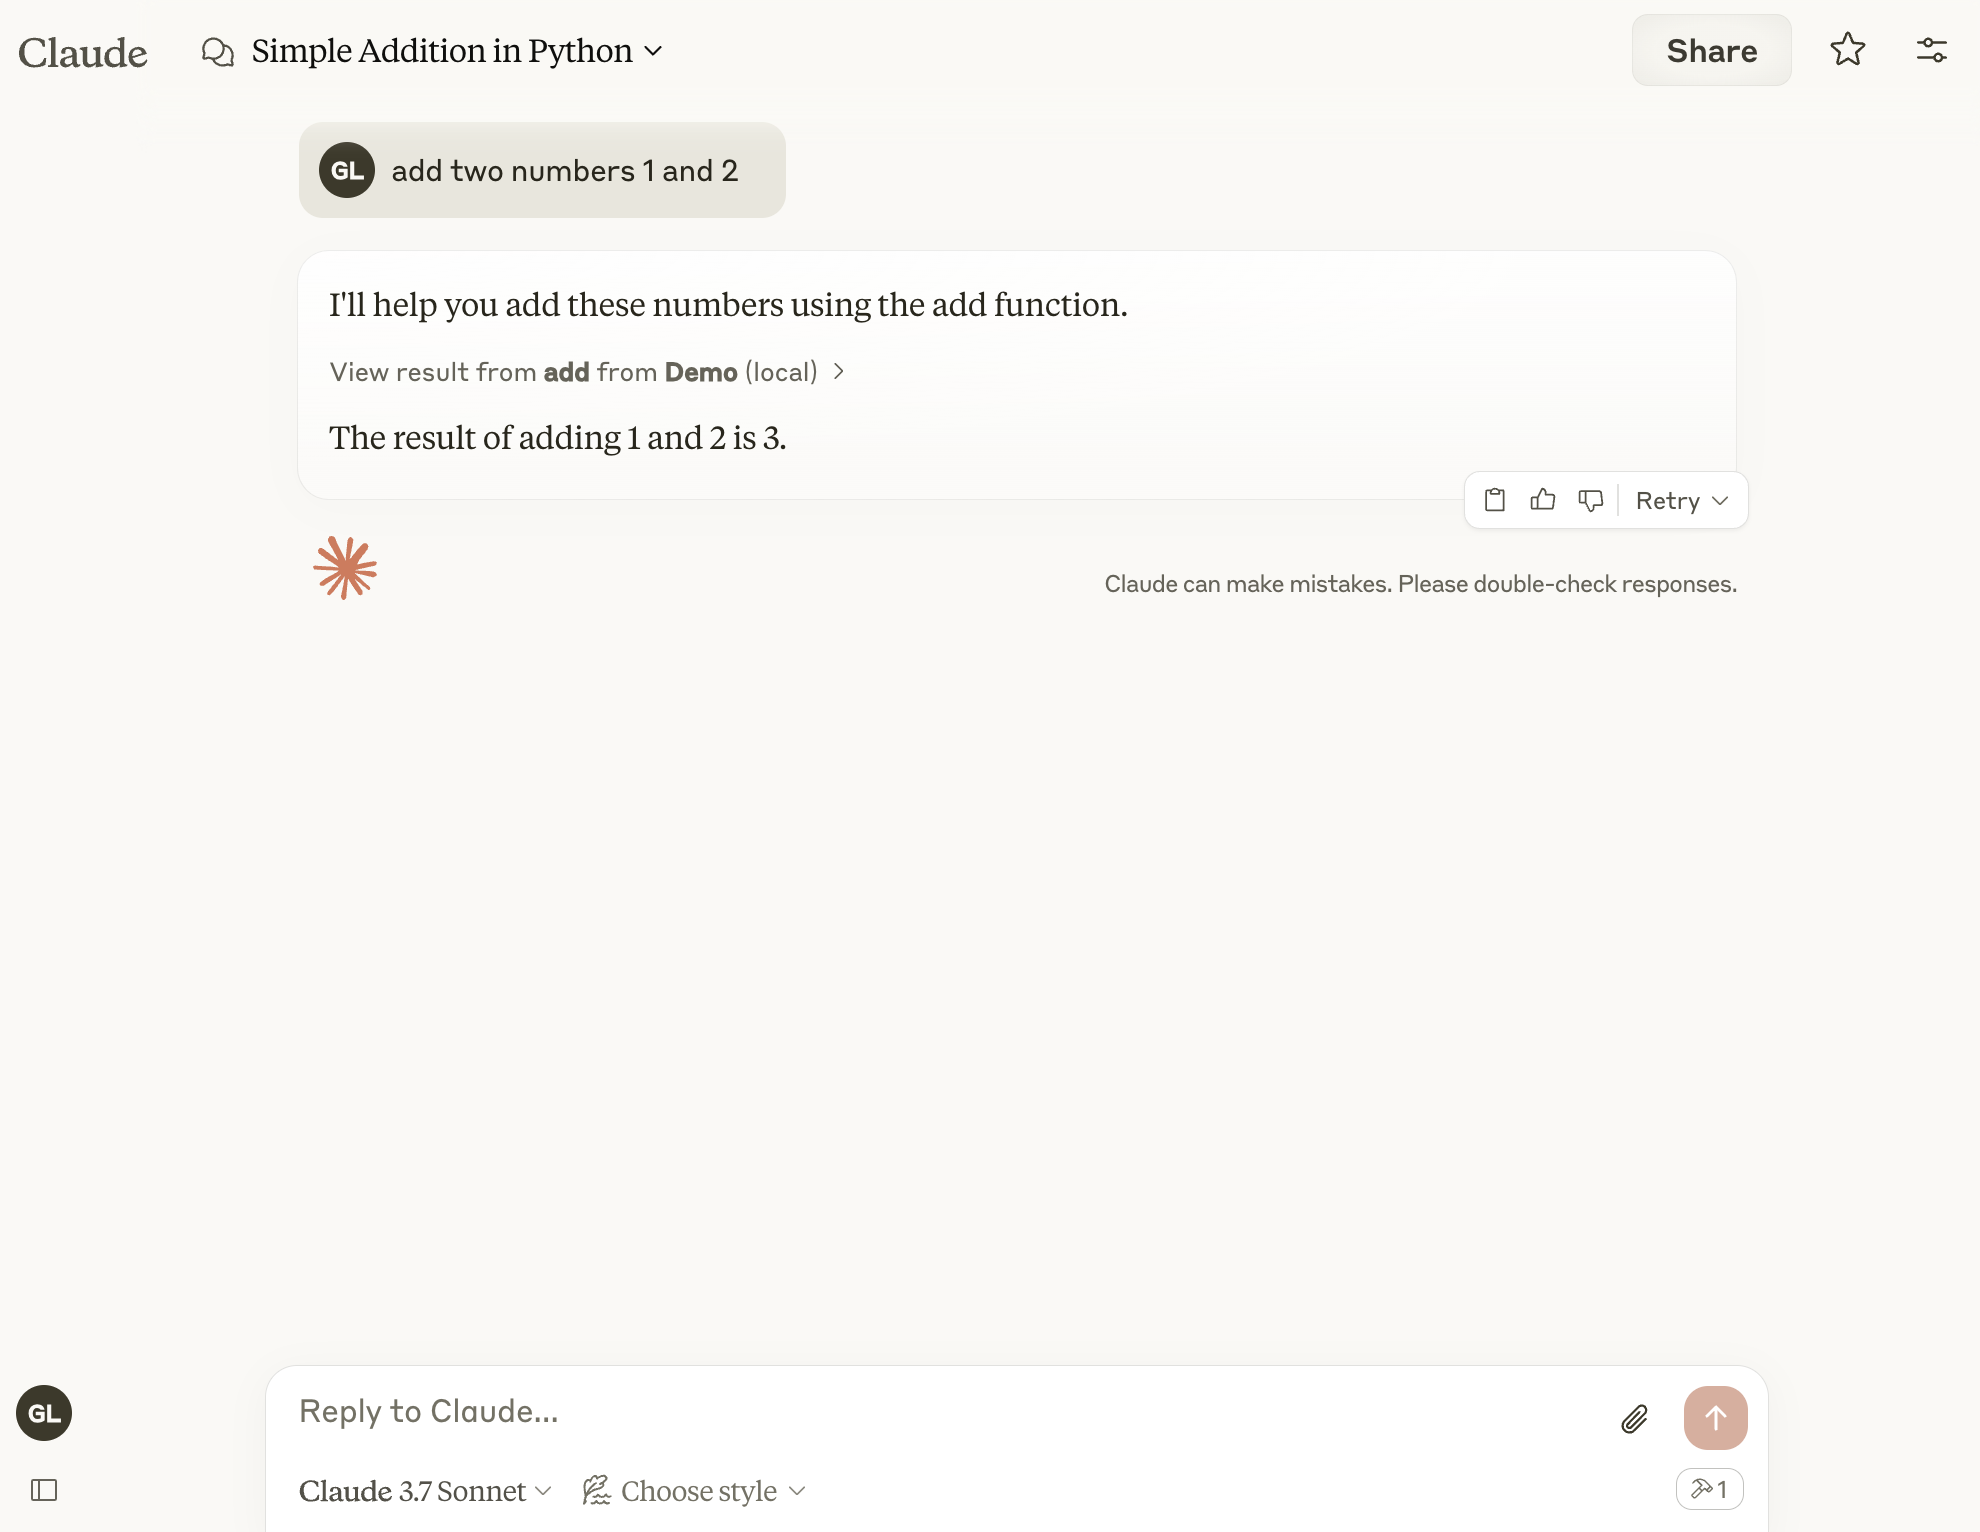 Claude
Simple Addition in Python
Share
GL
add two numbers 1 and 2
I'll help you add these numbers using the add function.
View result from add from Demo (local)
The result of adding 1 and 2 is 3.
Retry
Claude can make mistakes. Please double-check responses.
GL
Reply to Claude...
Claude 3.7 Sonnet
Choose style
1